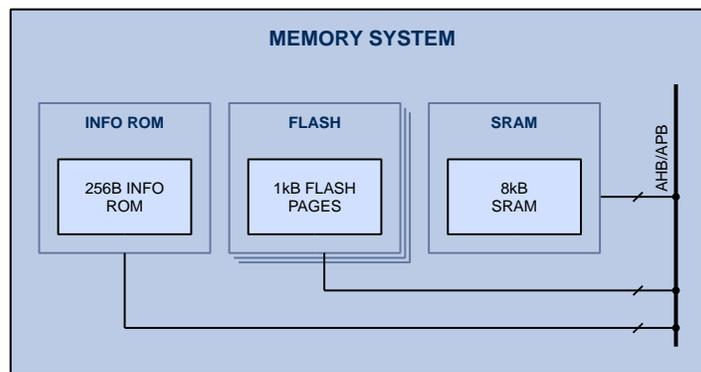 MEMORY SYSTEM
INFO ROM
FLASH
SRAM
256B INFO
ROM
1kB FLASH
PAGES
8kB
SRAM
AHB/APB